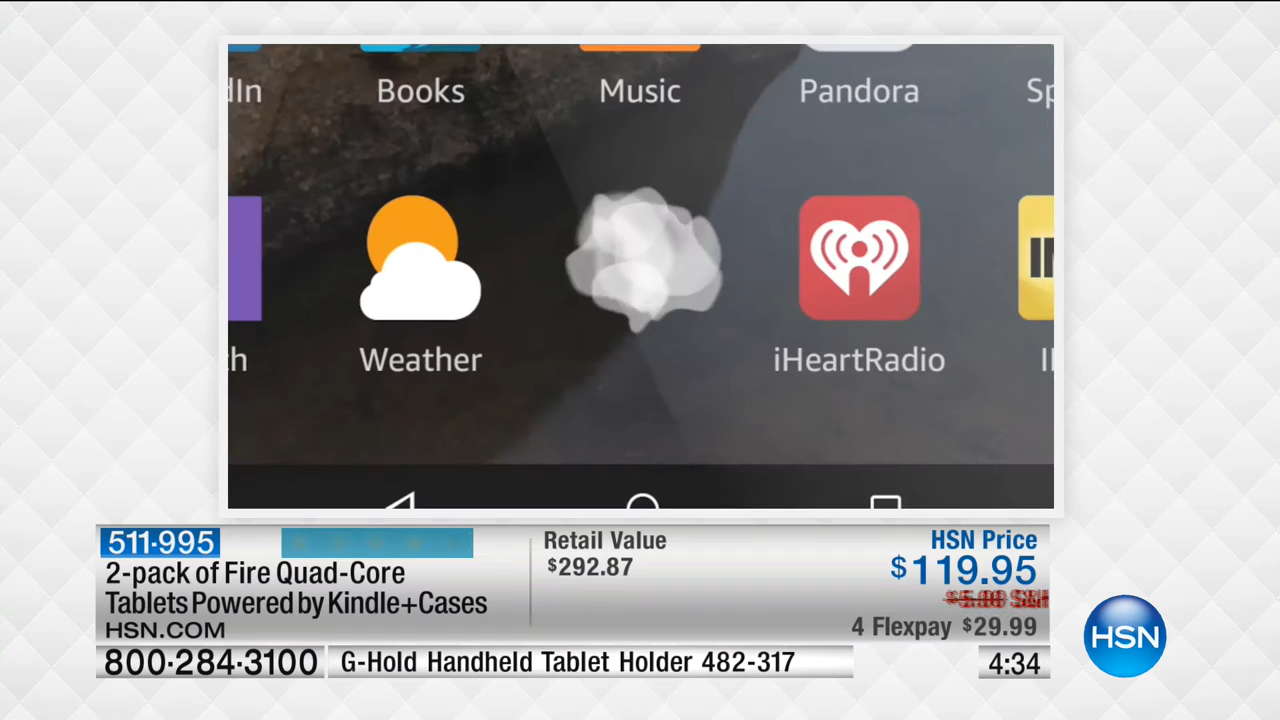 Books
Music
Pandora
Weather
iHeartRadio
511-995
2-pack of Fire Quad-Core
Tablets Powered by Kindle+Cases
HSN.COM
Retail Value
$292.87
HSN Price
$119.95
4 Flexpay $29.99
HSN
800-284-3100
G-Hold Handheld Tablet Holder 482-317
4:34